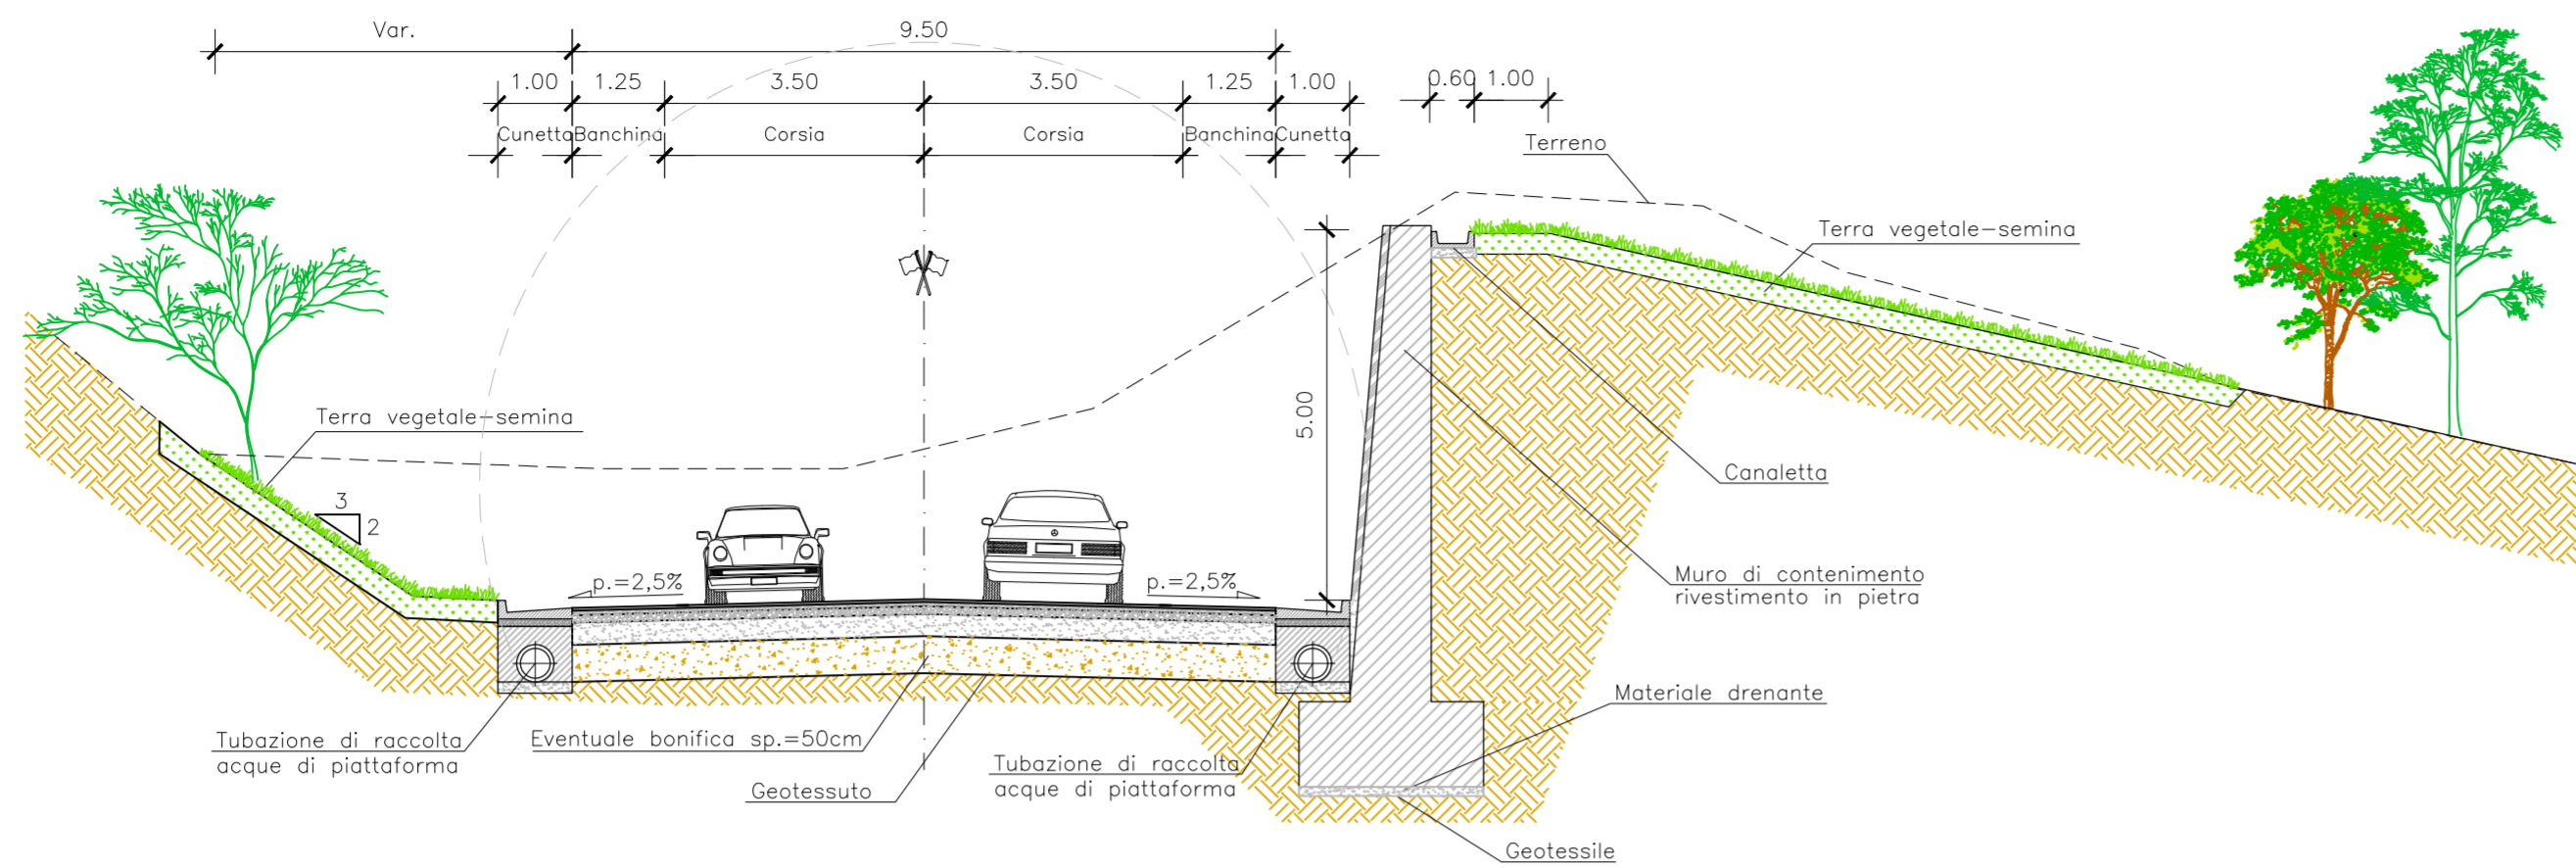 Var.
9.50
1.00
1.25
3.50
3.50
1.25
1.00
0.60
1.00
Cunetta
Banchina
Corsia
Corsia
Banchina
Cunetta
Terreno
Terra vegetale-semina
Terra vegetale-semina
5.00
3
2
Canaletta
p.=2,5%
p.=2,5%
Muro di contenimento
rivestimento in pietra
Materiale drenante
Tubazione di raccolta
acque di piattaforma
Eventuale bonifica sp.=50cm
Tubazione di raccolta
acque di piattaforma
Geotessuto
Geotessile